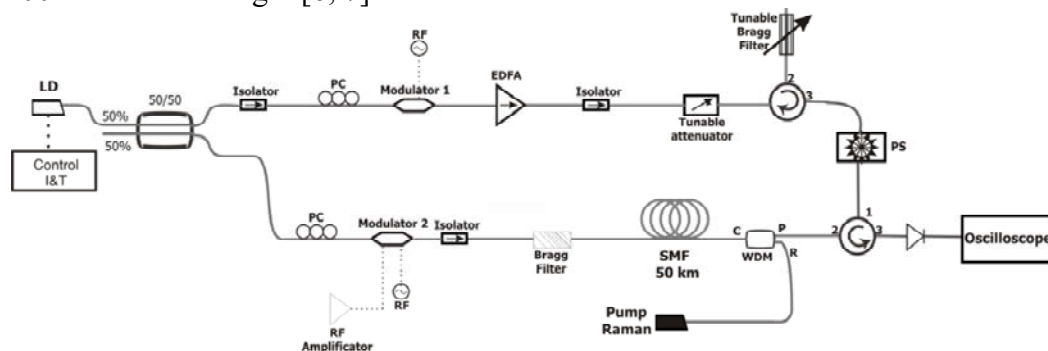 Tunable
Bragg
Filter
RF
2
LD
50/50
Isolator
PC
Modulator 1
EDFA
Isolator
3
50%
50%
Tunable
attenuator
PS
Control
I&T
1
PC
Modulator 2
Isolator
C
P
2
3
Oscilloscope
Bragg
Filter
SMF
50 km
WDM
R
RF
Pump
Raman
RF
Amplificator